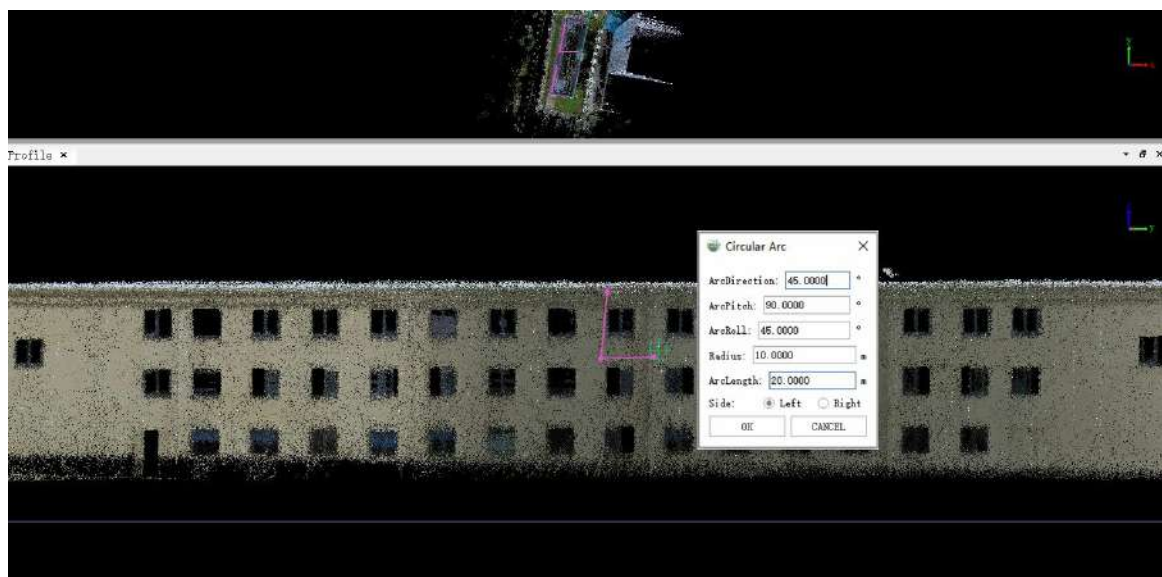 Profile ×
Circular Arc
ArcDirection: 45.0000 °
ArcPitch: 90.0000 °
ArcRoll: 45.0000 °
Radius: 10.0000 m
ArcLength: 20.0000 m
Side: Left Right
OK CANCEL